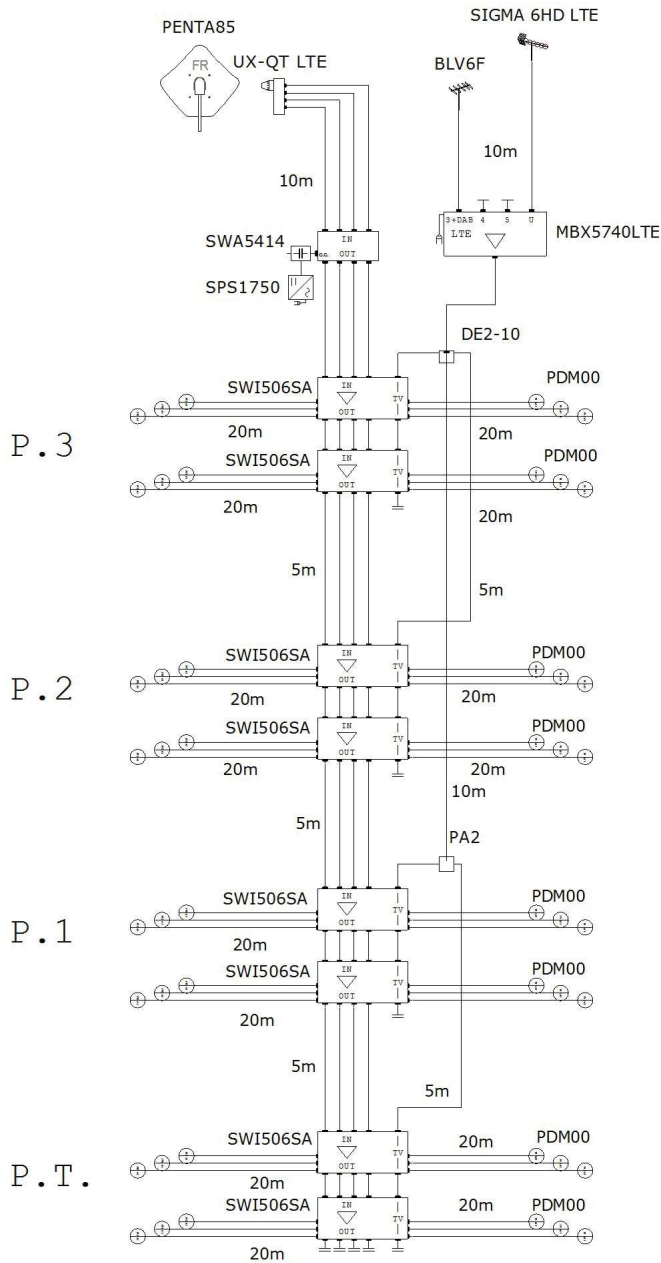 SIGMA 6HD LTE
PENTA85
FR
UX-QT LTE
BLV6F
10m
10m
3+DAB 4 5 U
LTE
MBX5740LTE
SWA5414
IN
OUT
SPS1750
DE2-10
SWI506SA
IN
TV
OUT
PDM00
20m
20m
P.3
SWI506SA
IN
TV
OUT
PDM00
20m
20m
5m
5m
SWI506SA
IN
TV
OUT
PDM00
P.2
20m
20m
SWI506SA
IN
TV
OUT
PDM00
20m
20m
10m
5m
PA2
SWI506SA
IN
TV
OUT
PDM00
P.1
20m
SWI506SA
IN
TV
OUT
PDM00
20m
5m
5m
SWI506SA
IN
TV
OUT
20m
PDM00
P.T.
20m
SWI506SA
IN
TV
OUT
20m
PDM00
20m